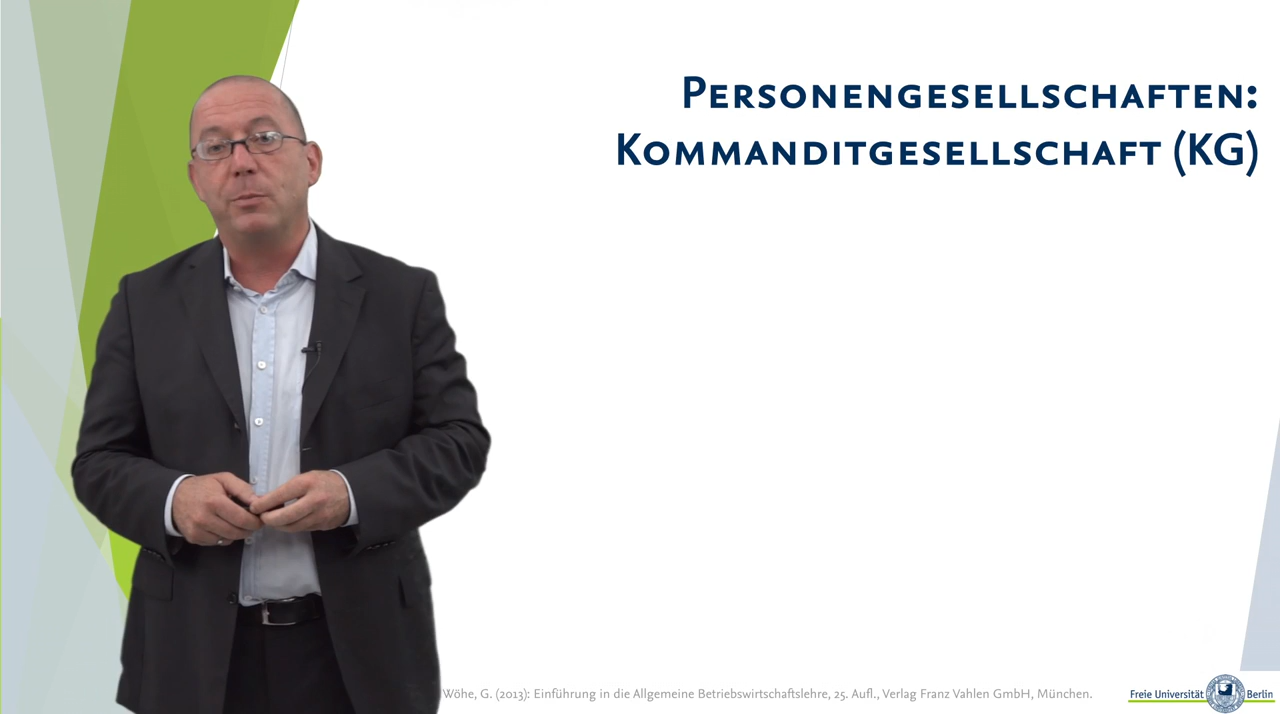 Personengesellschaften:
Kommanditgesellschaft (KG)
Wöhe, G. (2013): Einführung in die Allgemeine Betriebswirtschaftslehre, 25. Aufl., Verlag Franz Vahlen GmbH, München.
Freie Universität Berlin